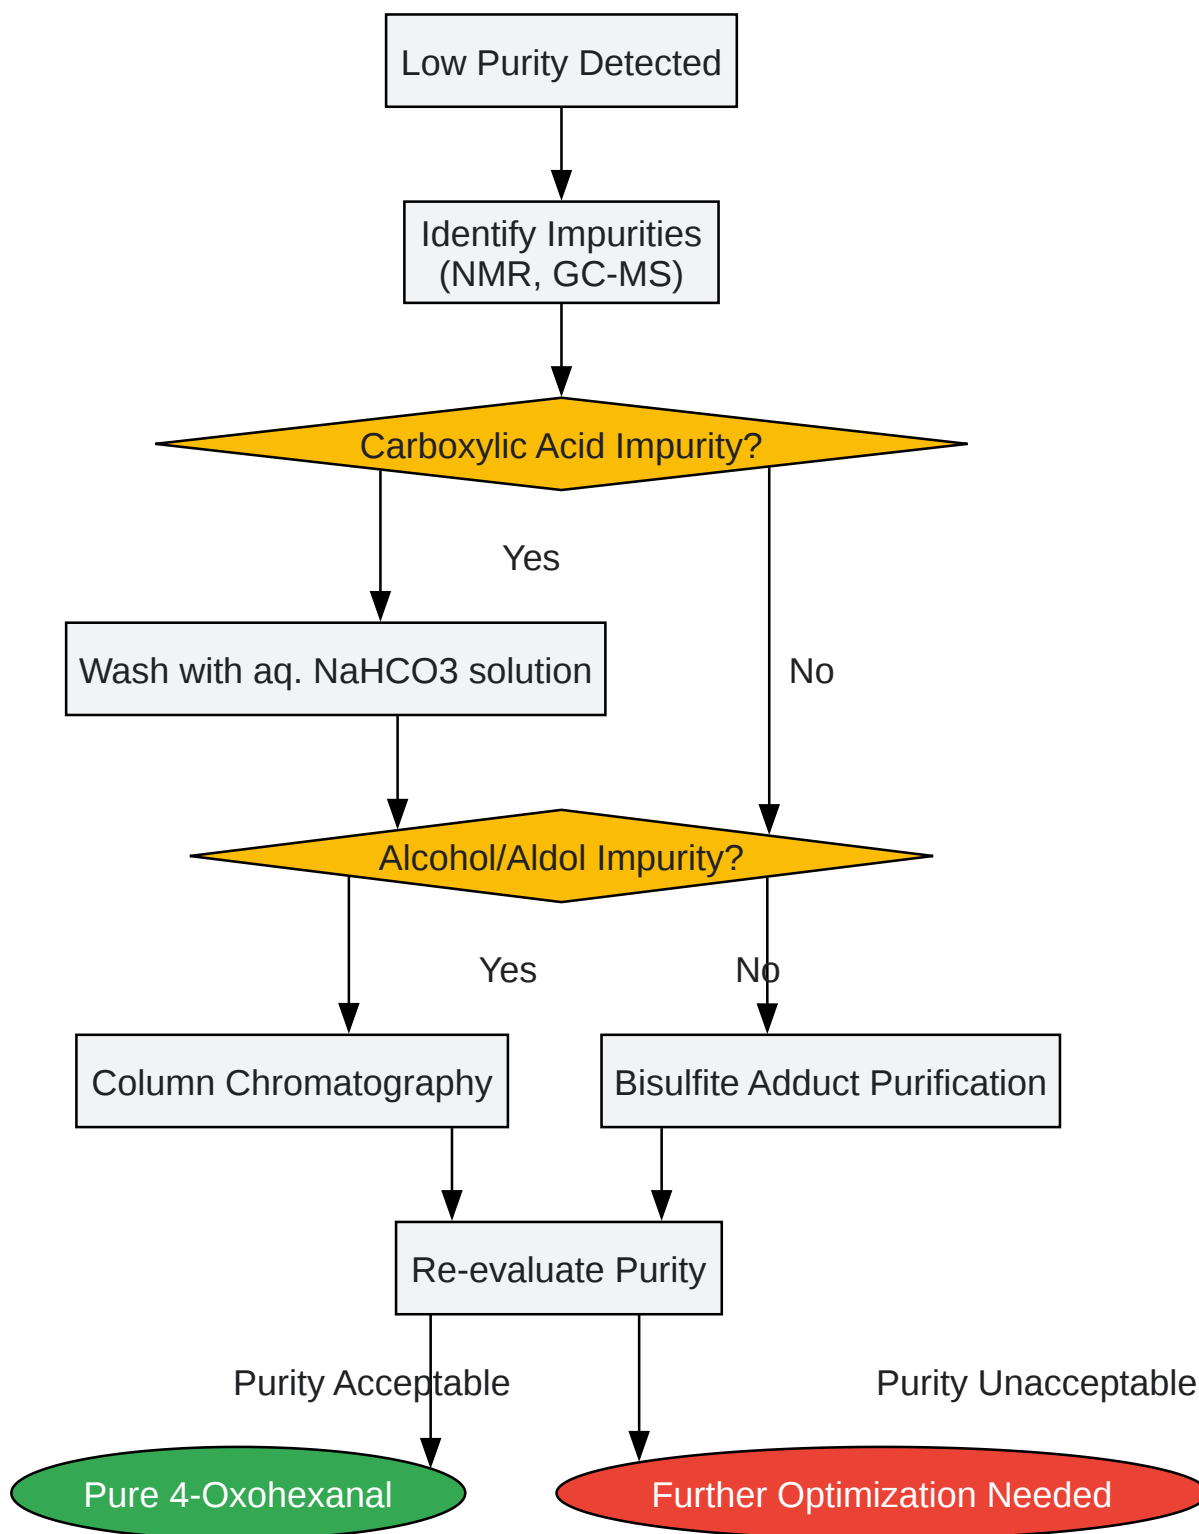 Low Purity Detected
Identify Impurities
(NMR, GC-MS)
Carboxylic Acid Impurity?
Yes
Wash with aq. NaHCO3 solution
No
Alcohol/Aldol Impurity?
Yes
No
Column Chromatography
Bisulfite Adduct Purification
Re-evaluate Purity
Purity Acceptable
Purity Unacceptable
Pure 4-Oxohexanal
Further Optimization Needed